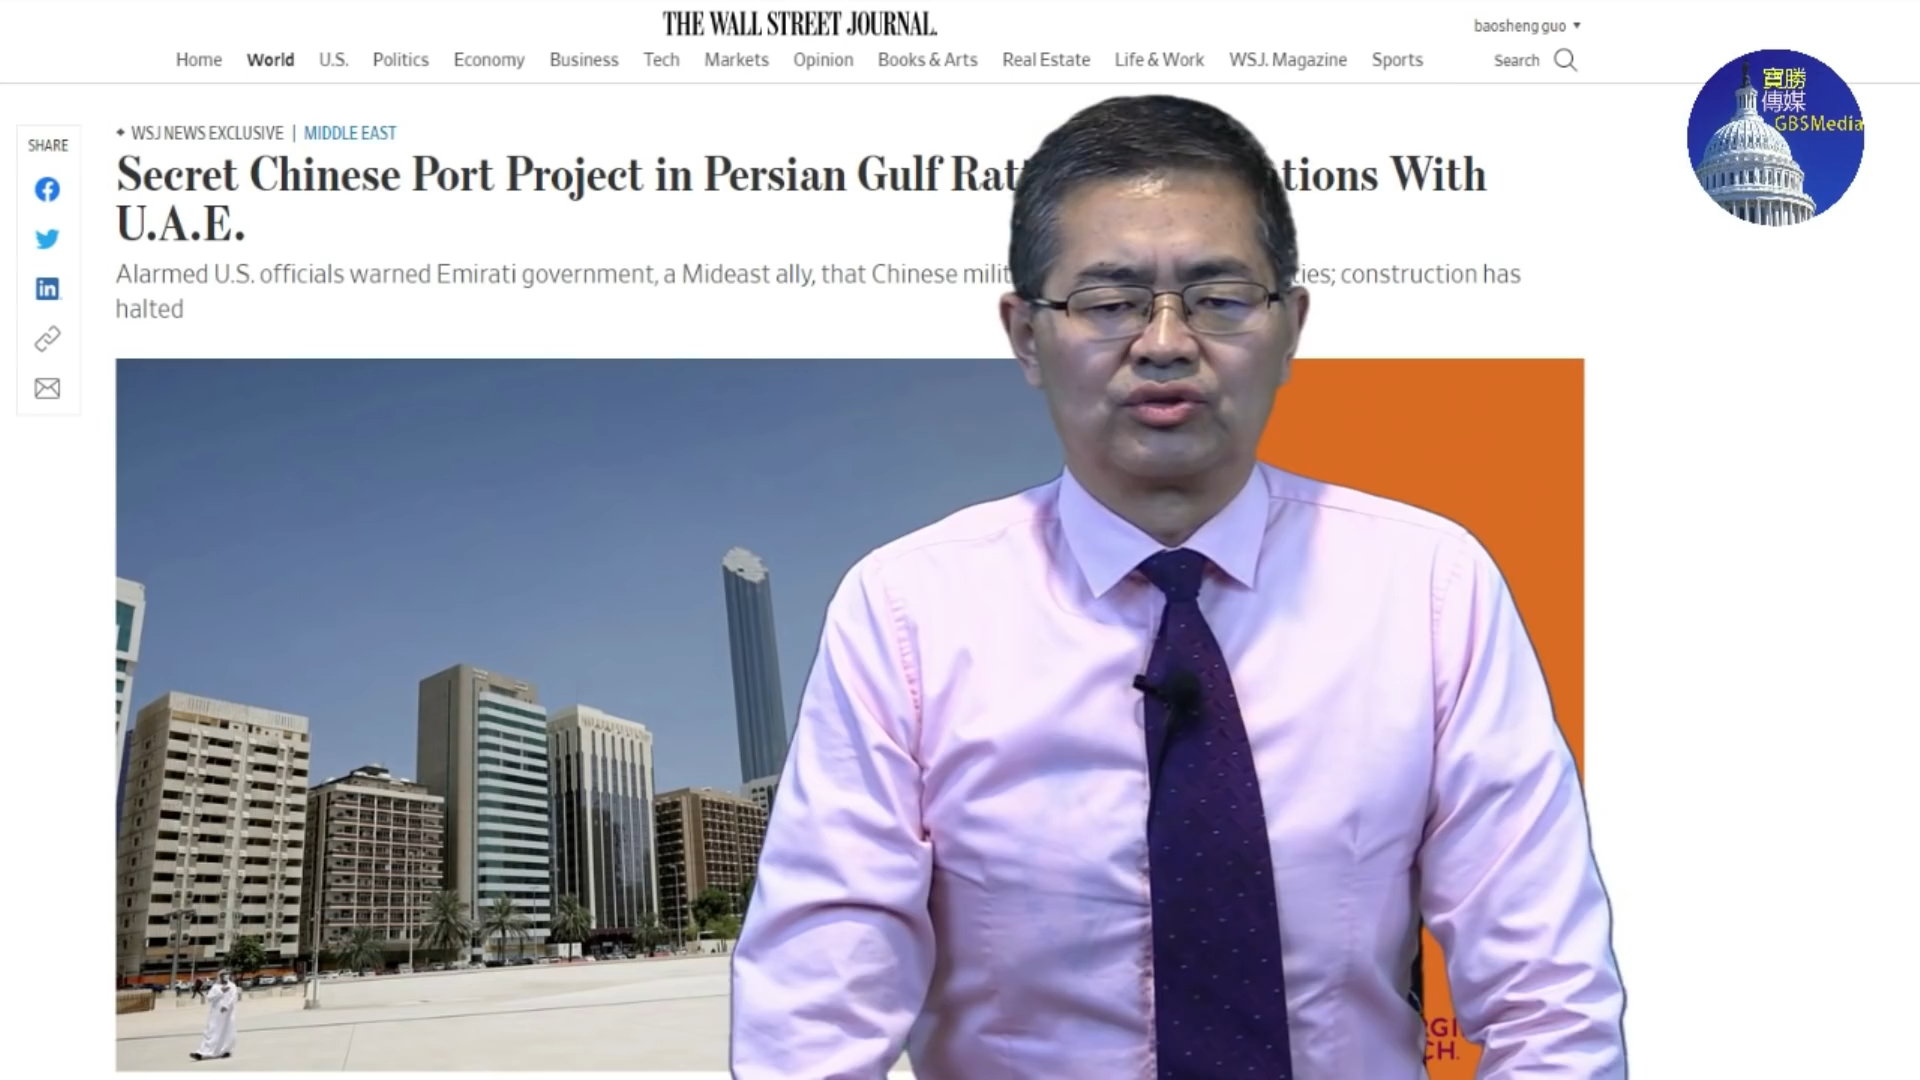 THE WALL STREET JOURNAL.
baosheng guo
Home World U.S. Politics Economy Business Tech Markets Opinion Books & Arts Real Estate Life & Work WSJ. Magazine Sports
Search
寶勝
傳媒
GBSMedia
SHARE
WSJ NEWS EXCLUSIVE | MIDDLE EAST
Secret Chinese Port Project in Persian Gulf Rat tions With
U.A.E.
Alarmed U.S. officials warned Emirati government, a Mideast ally, that Chinese milit ties; construction has
halted
in